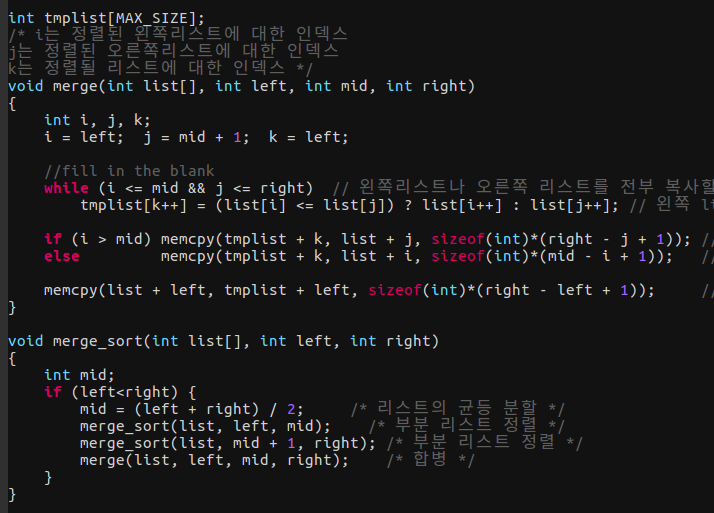 int tmplist[MAX_SIZE];
/* i는 정렬된 왼쪽리스트에 대한 인덱스
j는 정렬된 오른쪽리스트에 대한 인덱스
k는 정렬될 리스트에 대한 인덱스 */
void merge(int list[], int left, int mid, int right)
{
    int i, j, k;
    i = left;  j = mid + 1;  k = left;

    //fill in the blank
    while (i <= mid && j <= right)  // 왼쪽리스트나 오른쪽 리스트를 전부 복사할
        tmplist[k++] = (list[i] <= list[j]) ? list[i++] : list[j++]; // 왼쪽

    if (i > mid) memcpy(tmplist + k, list + j, sizeof(int)*(right - j + 1)); //
    else         memcpy(tmplist + k, list + i, sizeof(int)*(mid - i + 1));   //

    memcpy(list + left, tmplist + left, sizeof(int)*(right - left + 1));     //
}

void merge_sort(int list[], int left, int right)
{
    int mid;
    if (left<right) {
        mid = (left + right) / 2;     /* 리스트의 균등 분할 */
        merge_sort(list, left, mid);    /* 부분 리스트 정렬 */
        merge_sort(list, mid + 1, right); /* 부분 리스트 정렬 */
        merge(list, left, mid, right);    /* 합병 */
    }
}